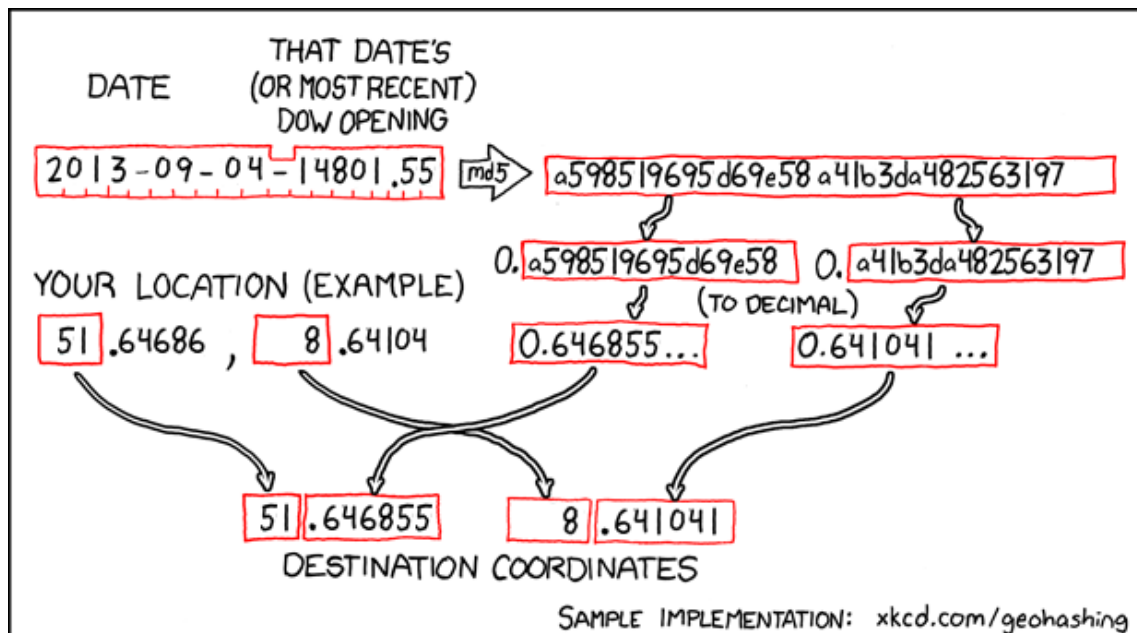 DATE
THAT DATE'S
(OR MOST RECENT)
DOW OPENING
2013-09-04-14801.55
md5
a598519695d69e58a41b3da482563197
0.a598519695d69e58
0.a41b3da482563197
YOUR LOCATION (EXAMPLE)
(TO DECIMAL)
51.64686, 8.64104
0.646855...
0.641041...
51.646855
8.641041
DESTINATION COORDINATES
SAMPLE IMPLEMENTATION: xkcd.com/geohashing